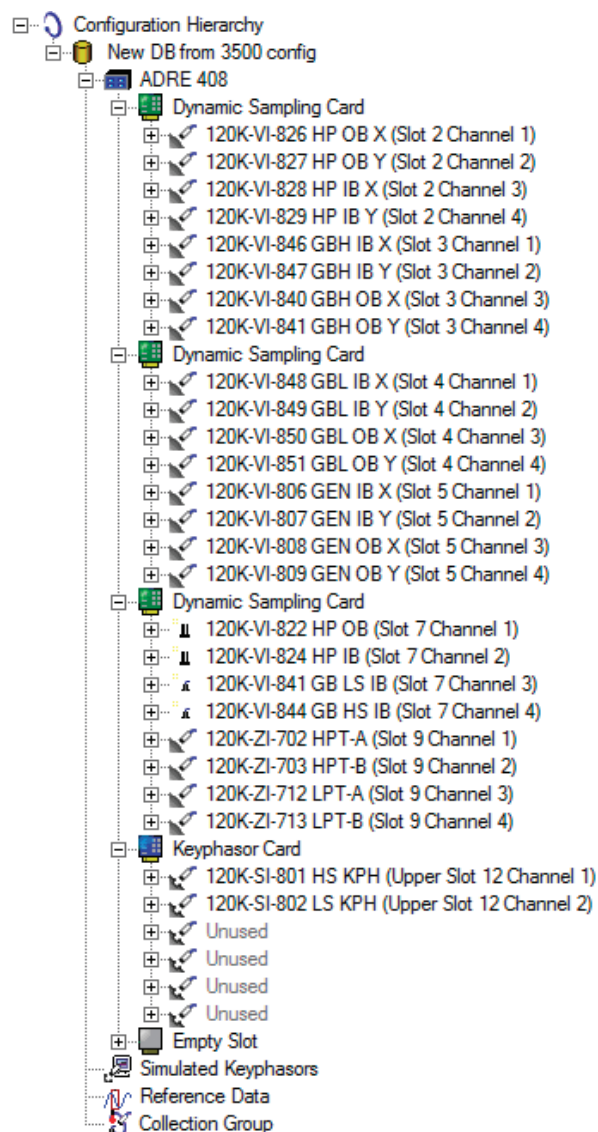 Configuration Hierarchy
New DB from 3500 config
ADRE 408
Dynamic Sampling Card
120K-VI-826 HP OB X (Slot 2 Channel 1)
120K-VI-827 HP OB Y (Slot 2 Channel 2)
120K-VI-828 HP IB X (Slot 2 Channel 3)
120K-VI-829 HP IB Y (Slot 2 Channel 4)
120K-VI-846 GBH IB X (Slot 3 Channel 1)
120K-VI-847 GBH IB Y (Slot 3 Channel 2)
120K-VI-840 GBH OB X (Slot 3 Channel 3)
120K-VI-841 GBH OB Y (Slot 3 Channel 4)
Dynamic Sampling Card
120K-VI-848 GBL IB X (Slot 4 Channel 1)
120K-VI-849 GBL IB Y (Slot 4 Channel 2)
120K-VI-850 GBL OB X (Slot 4 Channel 3)
120K-VI-851 GBL OB Y (Slot 4 Channel 4)
120K-VI-806 GEN IB X (Slot 5 Channel 1)
120K-VI-807 GEN IB Y (Slot 5 Channel 2)
120K-VI-808 GEN OB X (Slot 5 Channel 3)
120K-VI-809 GEN OB Y (Slot 5 Channel 4)
Dynamic Sampling Card
120K-VI-822 HP OB (Slot 7 Channel 1)
120K-VI-824 HP IB (Slot 7 Channel 2)
120K-VI-841 GB LS IB (Slot 7 Channel 3)
120K-VI-844 GB HS IB (Slot 7 Channel 4)
120K-ZI-702 HPT-A (Slot 9 Channel 1)
120K-ZI-703 HPT-B (Slot 9 Channel 2)
120K-ZI-712 LPT-A (Slot 9 Channel 3)
120K-ZI-713 LPT-B (Slot 9 Channel 4)
Keyphasor Card
120K-SI-801 HS KPH (Upper Slot 12 Channel 1)
120K-SI-802 LS KPH (Upper Slot 12 Channel 2)
Unused
Unused
Unused
Unused
Empty Slot
Simulated Keyphasors
Reference Data
Collection Group